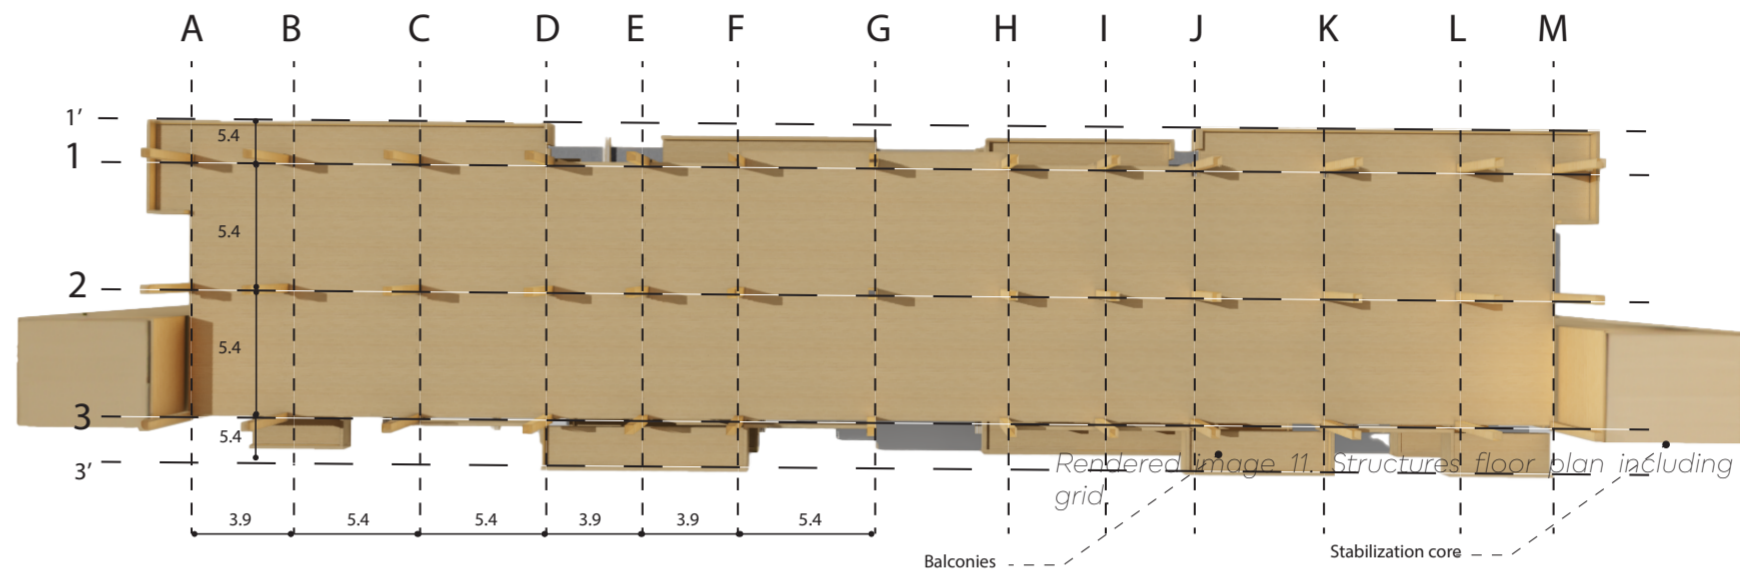 A B C D E F G H I J K L M
1'
5.4
1
5.4
2
5.4
3
5.4
3'
Rendered image 11. Structures floor plan including
grid.
3.9 5.4 5.4 3.9 3.9 5.4
Balconies
Stabilization core